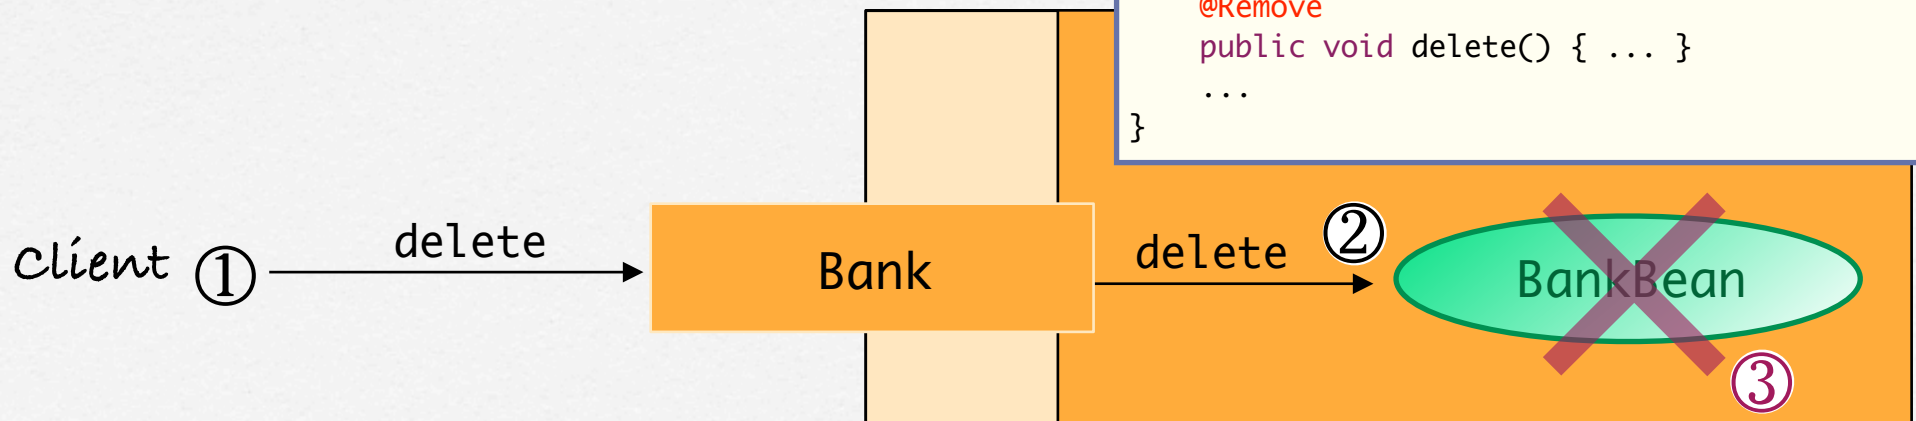 @Remove
public void delete() { ... }
...
}
Client ① delete Bank delete ② BankBean
③